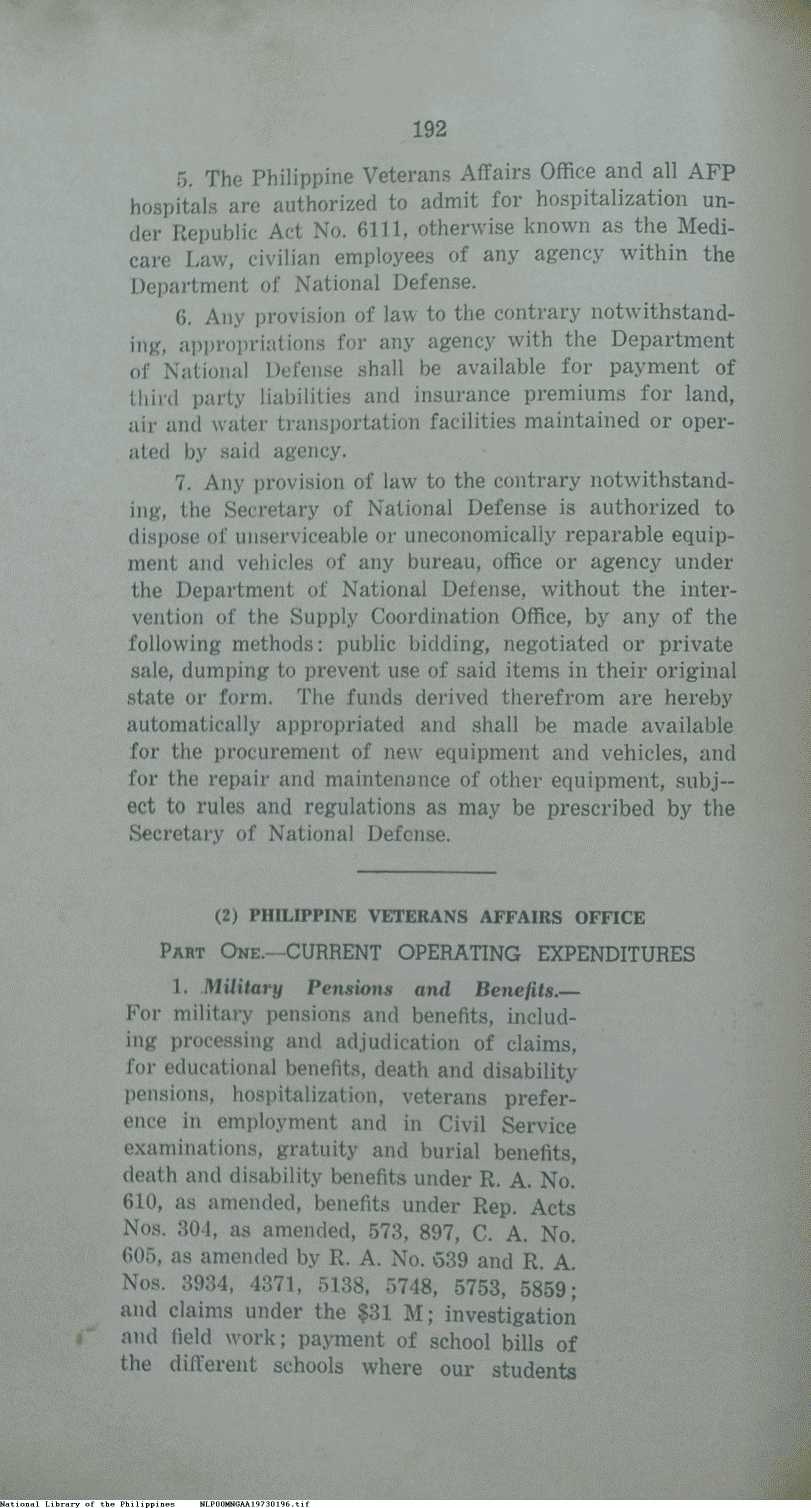 192
5. The Philippine Veterans Affairs Office and all AFP
hospitals are authorized to admit for hospitalization un-
der Republic Act No. 6111, otherwise known as the Medi-
care Law, civilian employees of any agency within the
Department of National Defense.
6. Any provision of law to the contrary notwithstand-
ing, appropriations for any agency with the Department
of National Defense shall be available for payment of
third party liabilities and insurance premiums for land,
air and water transportation facilities maintained or oper-
ated by said agency.
7. Any provision of law to the contrary notwithstand-
ing, the Secretary of National Defense is authorized to
dispose of unserviceable or uneconomically reparable equip-
ment and vehicles of any bureau, office or agency under
the Department of National Defense, without the inter-
vention of the Supply Coordination Office, by any of the
following methods: public bidding, negotiated or private
sale, dumping to prevent use of said items in their original
state or form. The funds derived therefrom are hereby
automatically appropriated and shall be made available
for the procurement of new equipment and vehicles, and
for the repair and maintenance of other equipment, subj--
ect to rules and regulations as may be prescribed by the
Secretary of National Defense.
(2) PHILIPPINE VETERANS AFFAIRS OFFICE
PART ONE.—CURRENT OPERATING EXPENDITURES
1. Military Pensions and Benefits.—
For military pensions and benefits, includ-
ing processing and adjudication of claims,
for educational benefits, death and disability
pensions, hospitalization, veterans prefer-
ence in employment and in Civil Service
examinations, gratuity and burial benefits,
death and disability benefits under R. A. No.
610, as amended, benefits under Rep. Acts
Nos. 304, as amended, 573, 897, C. A. No.
605, as amended by R. A. No. 539 and R. A.
Nos. 3934, 4371, 5138, 5748, 5753, 5859;
and claims under the $31 M; investigation
and field work; payment of school bills of
the different schools where our students
National Library of the Philippines NLP00MNGAA19730196.tif